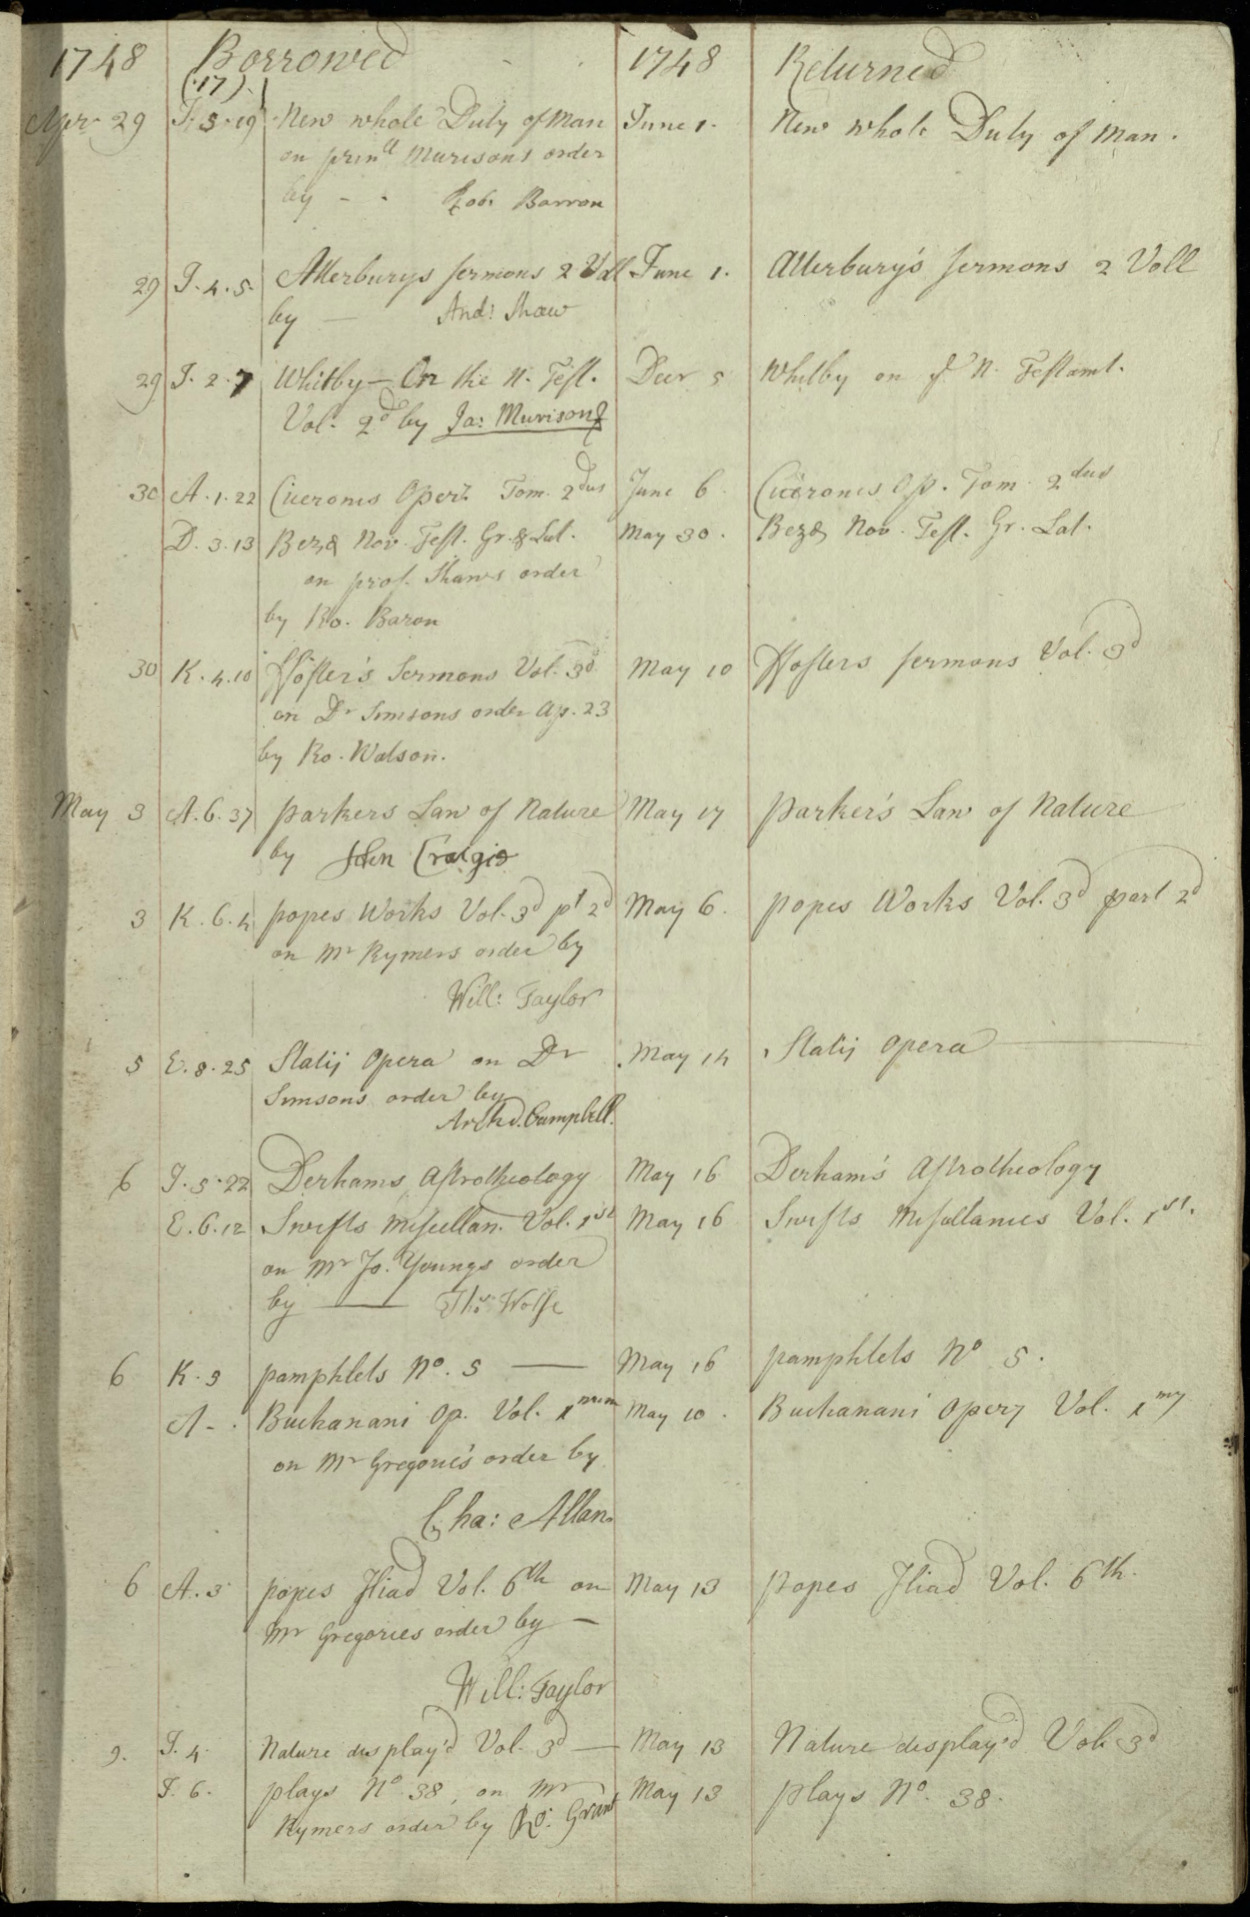 1748 Borrowed 1748 Returned
(17)
Apr. 29 I. 5. 19 New whole Duty of Man June 1. New whole Duty of man.
on prinll Murisons order
by - - Rob: Barron
29 I. 4. 5. Atterburys sermons 2 Voll June 1. Atterbury's sermons 2 Voll
by — And: Shaw
29 I. 2. 7 Whitby — On the N. Test. Decr 5 Whitby on ye N. Testamt.
Vol. 2d by Ja: Murison
30 A. 1. 22 Ciceronis Oper. Tom. 2dus June 6. Ciceronis Op. Tom. 2dus
D. 3. 13 Bezæ Nov. Test. Gr. & Lat. May 30. Bezæ Nov. Test. Gr. Lat.
on prof. Shaws order
by Ro. Baron
30 K. 4. 10 ffoster's Sermons Vol. 3d May 10 ffosters sermons Vol. 3d
on Dr Simsons order Ap. 23
by Ro. Watson.
May 3 A. 6. 37 parkers Law of Nature May 17 parker's Law of Nature
by John Craigie
3 K. 6. 4 popes Works Vol. 3d pt 2d May 6. popes Works Vol. 3d part 2d
on Mr Rymers order by
Will: Taylor
5 E. 8. 25 Statij Opera on Dr May 14 Statij opera
Simsons order by
Archd. Campbell.
6 I. 5. 22 Derhams Astrotheology May 16 Derham's Astrotheology
E. 6. 12 Swifts miscellan. Vol. 1st May 16 Swifts Miscellanies Vol. 1st.
on Mr Jo. Youngs order
by — Thos: Wolfe
6 K. 5 pamphlets No. 5 — May 16 pamphlets No 5.
A - . Buchanani Op. Vol. 1mum May 10. Buchanani Oper Vol. 1m
on Mr Gregorie's order by
Cha: Allan
6 A. 3 popes Iliad Vol. 6th on May 13 popes Iliad Vol. 6th.
Mr Gregories order by —
Will: Taylor
9. I. 4. Nature display'd Vol. 3d — May 13 Nature display'd Vol. 3d
I. 6. plays No 38, on Mr May 13 plays No. 38.
Rymers order by Ro: Grant